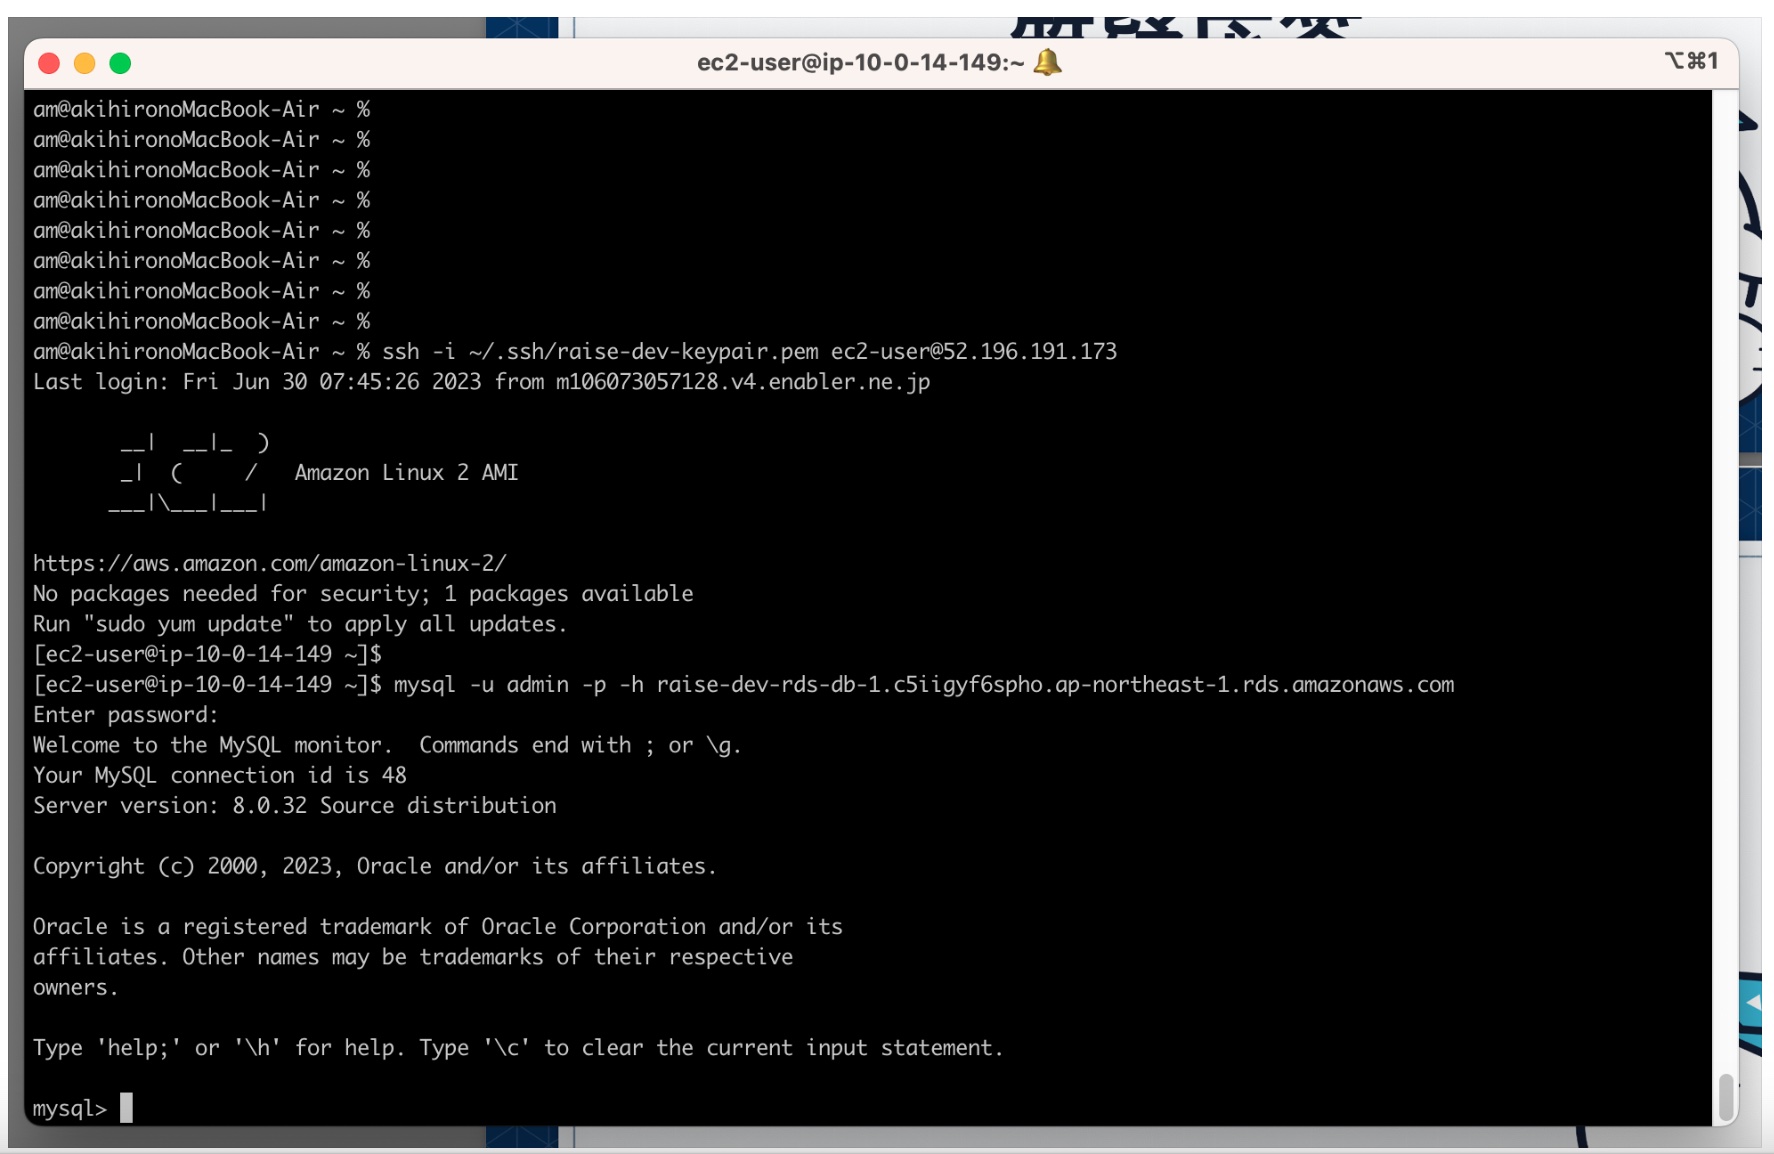 ec2-user@ip-10-0-14-149:~ 🔔
⌥⌘1
am@akihironoMacBook-Air ~ %
am@akihironoMacBook-Air ~ %
am@akihironoMacBook-Air ~ %
am@akihironoMacBook-Air ~ %
am@akihironoMacBook-Air ~ %
am@akihironoMacBook-Air ~ %
am@akihironoMacBook-Air ~ %
am@akihironoMacBook-Air ~ %
am@akihironoMacBook-Air ~ % ssh -i ~/.ssh/raise-dev-keypair.pem ec2-user@52.196.191.173
Last login: Fri Jun 30 07:45:26 2023 from m106073057128.v4.enabler.ne.jp
       __|  __|_  )
       _|  (     /   Amazon Linux 2 AMI
      ___|\___|___|
https://aws.amazon.com/amazon-linux-2/
No packages needed for security; 1 packages available
Run "sudo yum update" to apply all updates.
[ec2-user@ip-10-0-14-149 ~]$
[ec2-user@ip-10-0-14-149 ~]$ mysql -u admin -p -h raise-dev-rds-db-1.c5iigyf6spho.ap-northeast-1.rds.amazonaws.com
Enter password:
Welcome to the MySQL monitor.  Commands end with ; or \g.
Your MySQL connection id is 48
Server version: 8.0.32 Source distribution
Copyright (c) 2000, 2023, Oracle and/or its affiliates.
Oracle is a registered trademark of Oracle Corporation and/or its
affiliates. Other names may be trademarks of their respective
owners.
Type 'help;' or '\h' for help. Type '\c' to clear the current input statement.
mysql>